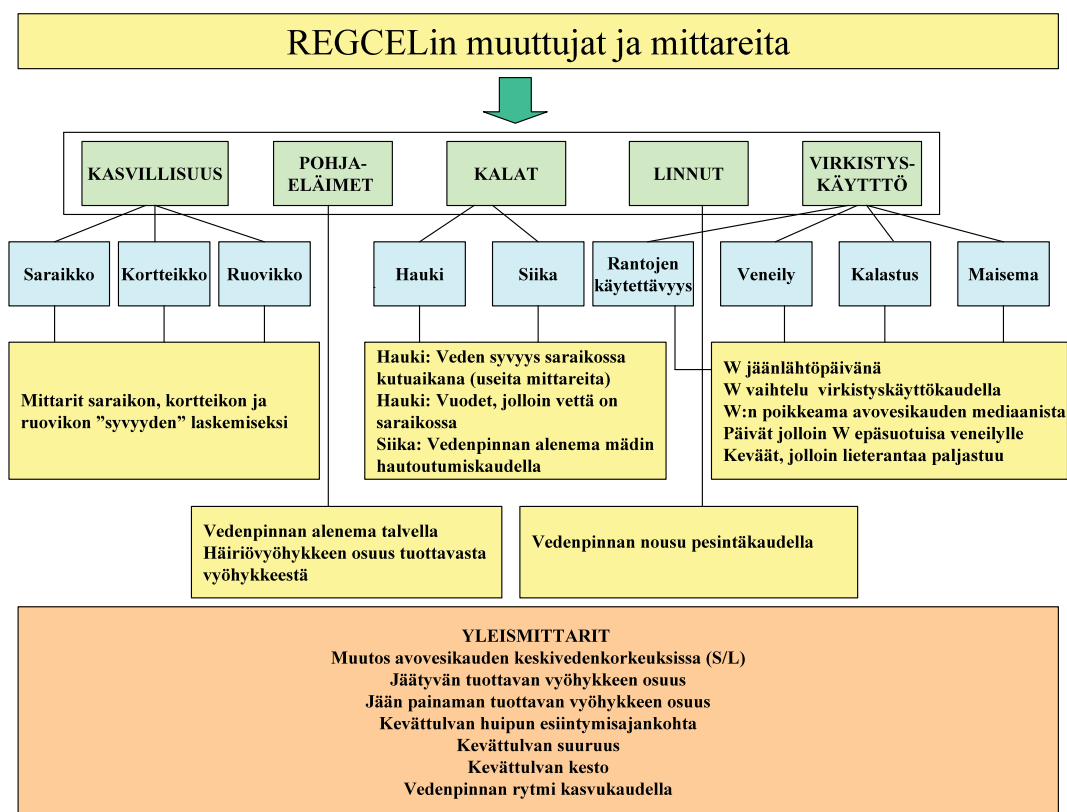 REGCELin muuttujat ja mittareita
KASVILLISUUS
POHJA-
ELÄIMET
KALAT
LINNUT
VIRKISTYS-
KÄYTTTÖ
Saraikko
Kortteikko
Ruovikko
Hauki
Siika
Rantojen
käytettävyys
Veneily
Kalastus
Maisema
Mittarit saraikon, kortteikon ja
ruovikon ”syvyyden” laskemiseksi
Hauki: Veden syvyys saraikossa
kutuaikana (useita mittareita)
Hauki: Vuodet, jolloin vettä on
saraikossa
Siika: Vedenpinnan alenema mädin
hautoutumiskaudella
W jäänlähtöpäivänä
W vaihtelu virkistyskäyttökaudella
W:n poikkeama avovesikauden mediaanista
Päivät jolloin W epäsuotuisa veneilylle
Keväät, jolloin lieterantaa paljastuu
Vedenpinnan alenema talvella
Häiriövyöhykkeen osuus tuottavasta
vyöhykkeestä
Vedenpinnan nousu pesintäkaudella
YLEISMITTARIT
Muutos avovesikauden keskivedenkorkeuksissa (S/L)
Jäätyvän tuottavan vyöhykkeen osuus
Jään painaman tuottavan vyöhykkeen osuus
Kevättulvan huipun esiintymisajankohta
Kevättulvan suuruus
Kevättulvan kesto
Vedenpinnan rytmi kasvukaudella